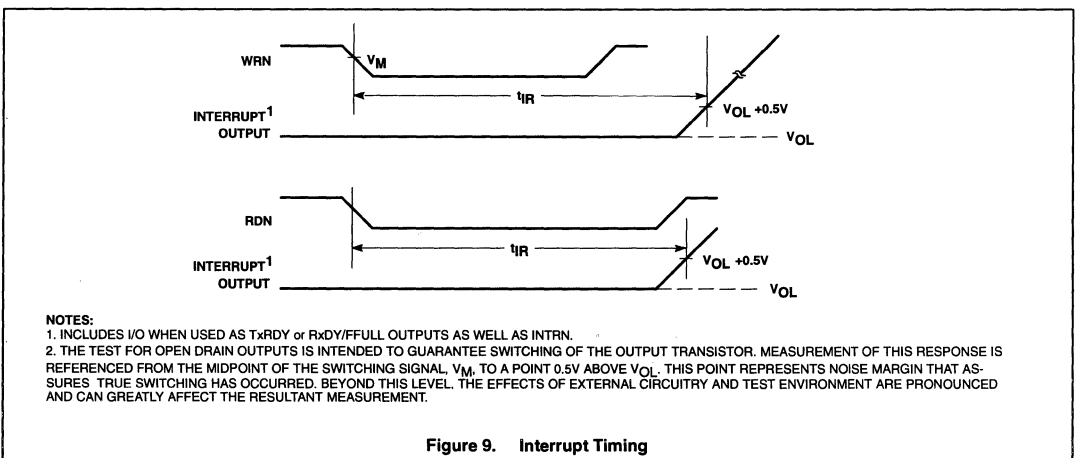 WRN
VM
tIR
INTERRUPT1
OUTPUT
VOL +0.5V
VOL
RDN
tIR
INTERRUPT1
OUTPUT
VOL +0.5V
VOL
NOTES:
1. INCLUDES I/O WHEN USED AS TxRDY or RxDY/FFULL OUTPUTS AS WELL AS INTRN.
2. THE TEST FOR OPEN DRAIN OUTPUTS IS INTENDED TO GUARANTEE SWITCHING OF THE OUTPUT TRANSISTOR. MEASUREMENT OF THIS RESPONSE IS
REFERENCED FROM THE MIDPOINT OF THE SWITCHING SIGNAL, VM, TO A POINT 0.5V ABOVE VOL. THIS POINT REPRESENTS NOISE MARGIN THAT AS-
SURES TRUE SWITCHING HAS OCCURRED. BEYOND THIS LEVEL. THE EFFECTS OF EXTERNAL CIRCUITRY AND TEST ENVIRONMENT ARE PRONOUNCED
AND CAN GREATLY AFFECT THE RESULTANT MEASUREMENT.
Figure 9. Interrupt Timing